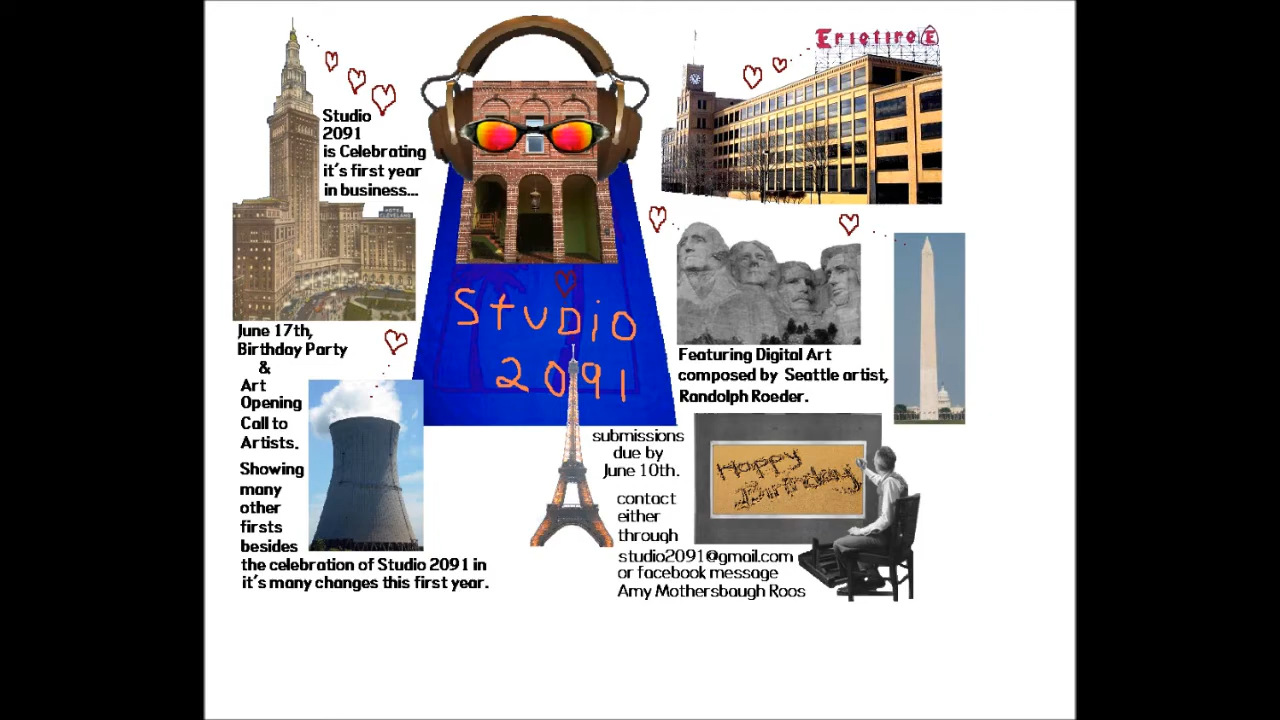 Erietire E
Studio
2091
is Celebrating
it's first year
in business...
HOTEL
CLEVELAND
Studio
2091
June 17th,
Birthday Party
&
Art
Opening
Call to
Artists.
Showing
many
other
firsts
besides
the celebration of Studio 2091 in
it's many changes this first year.
Featuring Digital Art
composed by Seattle artist,
Randolph Roeder.
submissions
due by
June 10th.
contact
either
through
studio2091@gmail.com
or facebook message
Amy Mothersbaugh Roos
Happy
Birthday